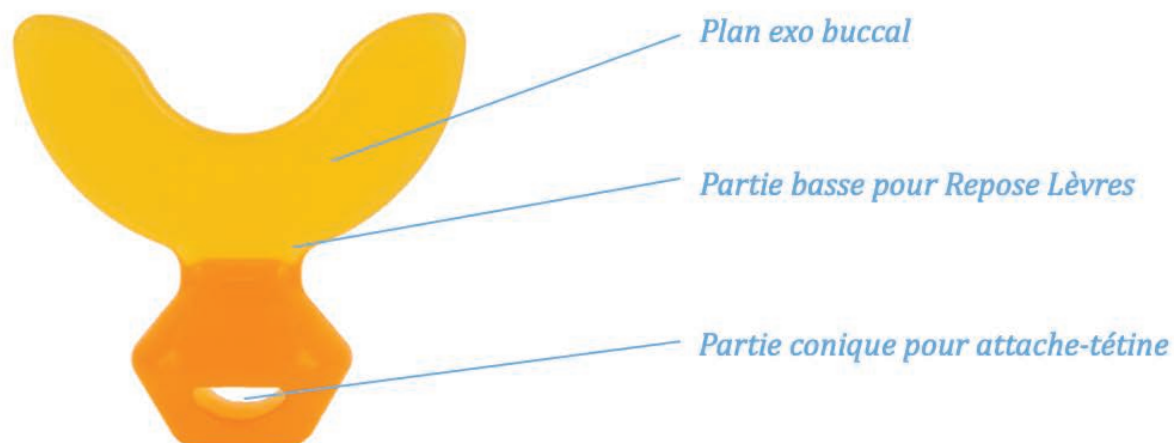 Plan exo buccal
Partie basse pour Repose Lèvres
Partie conique pour attache-tétine